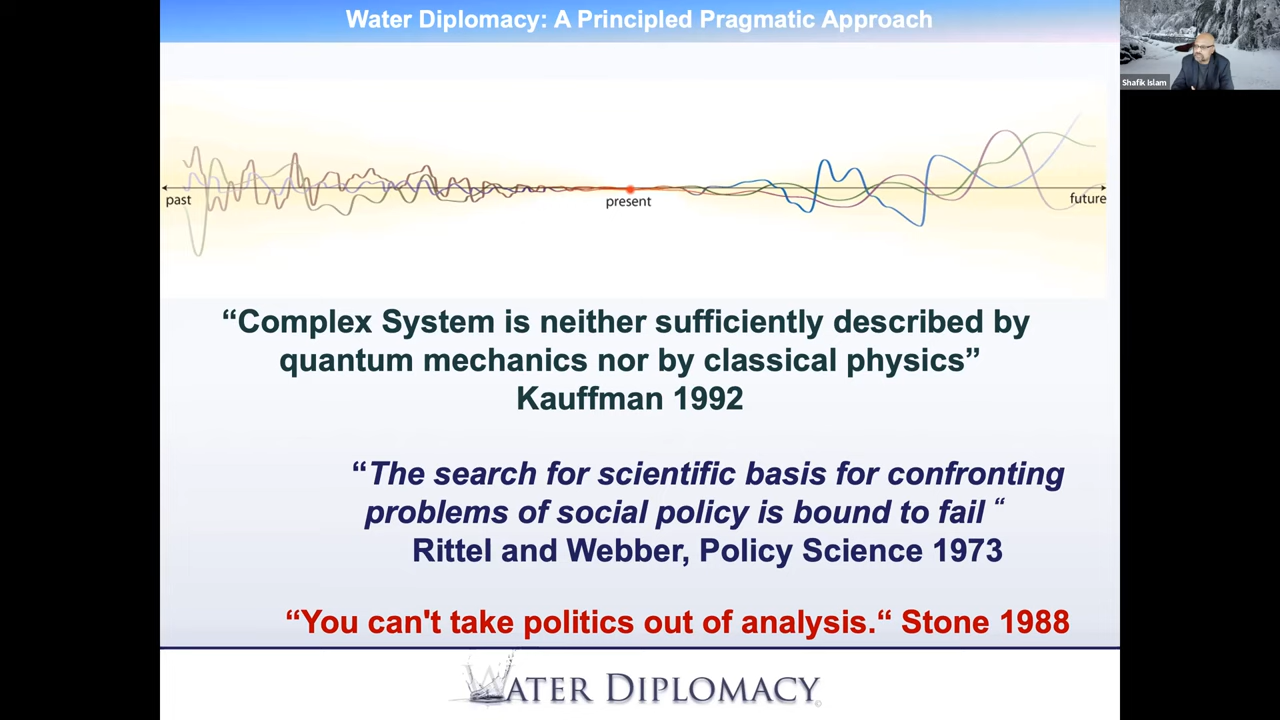 Water Diplomacy: A Principled Pragmatic Approach
Shafik Islam
past
present
future
“Complex System is neither sufficiently described by
quantum mechanics nor by classical physics”
Kauffman 1992
“The search for scientific basis for confronting
problems of social policy is bound to fail “
Rittel and Webber, Policy Science 1973
“You can't take politics out of analysis.“ Stone 1988
WATER DIPLOMACY©